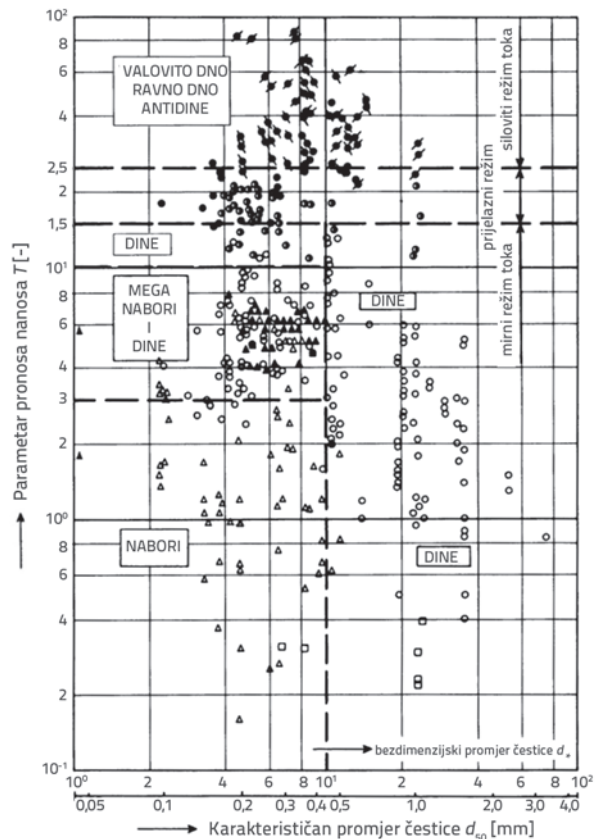 Parametar pronosa nanosa T [-]
10²
8
6
4
2,5
2
1,5
10¹
8
6
4
3
2
10⁰
8
6
4
2
10⁻¹
VALOVITO DNO
RAVNO DNO
ANTIDINE
DINE
MEGA
NABORI
I
DINE
DINE
NABORI
DINE
siloviti režim toka
prijelazni režim
mirni režim toka
bezdimenzijski promjer čestice d*
10⁰ 2 4 6 8 10¹ 2 4 6 8 10²
0,05 0,1 0,2 0,3 0,4 0,5 1,0 2,0 3,0 4,0
Karakterističan promjer čestice d50 [mm]